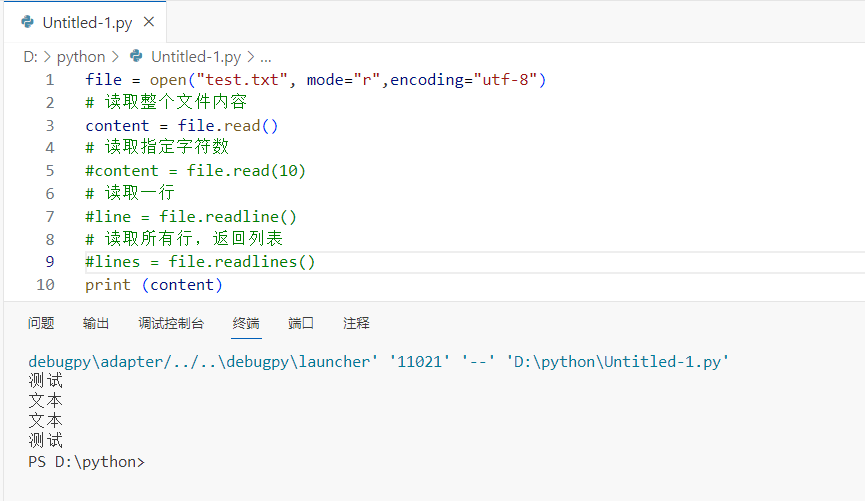 Untitled-1.py ×
D: > python > Untitled-1.py > ...
1 file = open("test.txt", mode="r",encoding="utf-8")
2 # 读取整个文件内容
3 content = file.read()
4 # 读取指定字符数
5 #content = file.read(10)
6 # 读取一行
7 #line = file.readline()
8 # 读取所有行，返回列表
9 #lines = file.readlines()
10 print (content)
问题 输出 调试控制台 终端 端口 注释
debugpy\adapter/../..\debugpy\launcher' '11021' '--' 'D:\python\Untitled-1.py'
测试
文本
文本
测试
PS D:\python>